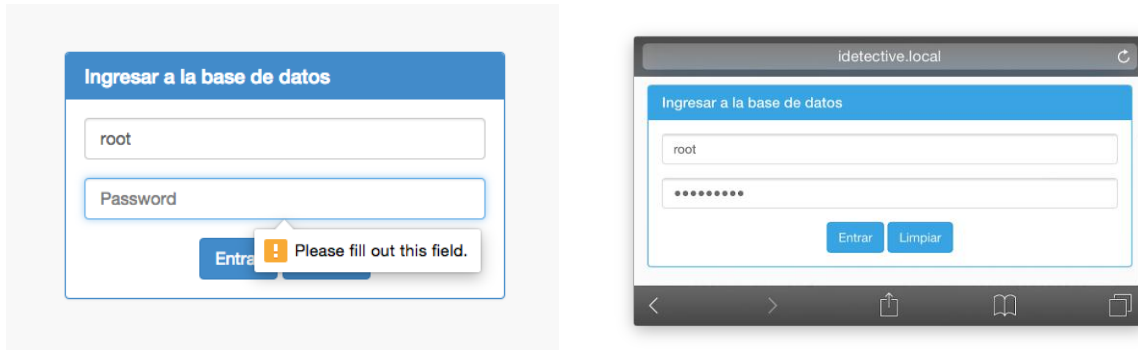 Ingresar a la base de datos
root
Password
Entra
Please fill out this field.
idetective.local
Ingresar a la base de datos
root
•••••••••
Entrar Limpiar